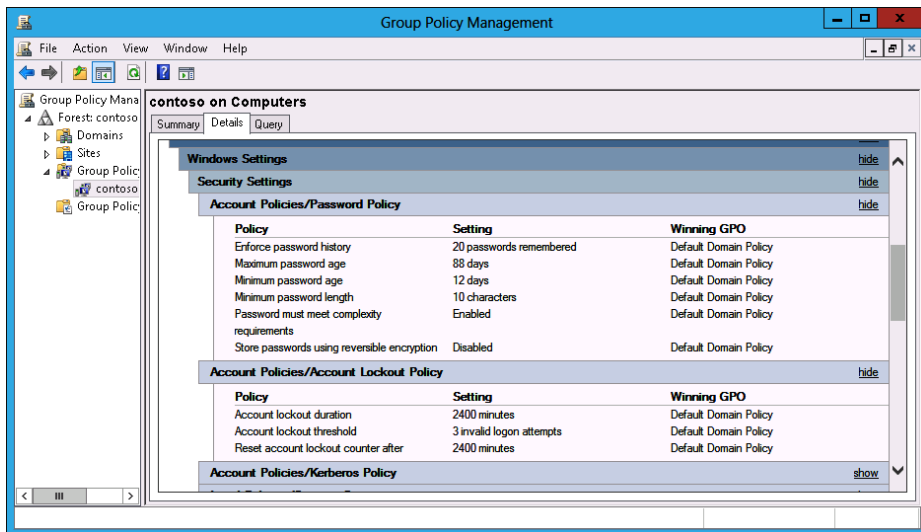 Group Policy Management
File Action View Window Help
Group Policy Mana
Forest: contoso
Domains
Sites
Group Polic
contoso
Group Polic
contoso on Computers
Summary Details Query
Windows Settings hide
Security Settings hide
Account Policies/Password Policy hide
Policy Setting Winning GPO
Enforce password history 20 passwords remembered Default Domain Policy
Maximum password age 88 days Default Domain Policy
Minimum password age 12 days Default Domain Policy
Minimum password length 10 characters Default Domain Policy
Password must meet complexity Enabled Default Domain Policy
requirements
Store passwords using reversible encryption Disabled Default Domain Policy
Account Policies/Account Lockout Policy hide
Policy Setting Winning GPO
Account lockout duration 2400 minutes Default Domain Policy
Account lockout threshold 3 invalid logon attempts Default Domain Policy
Reset account lockout counter after 2400 minutes Default Domain Policy
Account Policies/Kerberos Policy show